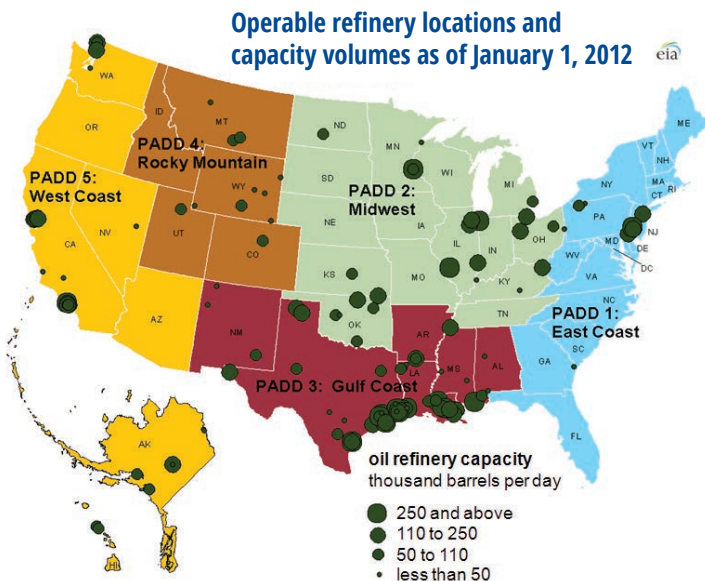 Operable refinery locations and
capacity volumes as of January 1, 2012
eia
WA
OR
ID
MT
ND
MN
ME
VT
NH
PADD 4:
Rocky Mountain
PADD 5:
West Coast
WY
SD
WI
MI
NY
MA
CT
RI
PADD 2:
Midwest
NV
CA
UT
CO
NE
IA
IL
IN
OH
PA
NJ
MD
DE
DC
WV
VA
KS
MO
KY
NC
TN
AZ
NM
OK
AR
PADD 1:
East Coast
SC
GA
AL
MS
LA
PADD 3: Gulf Coast
TX
FL
AK
HI
oil refinery capacity
thousand barrels per day
250 and above
110 to 250
50 to 110
less than 50